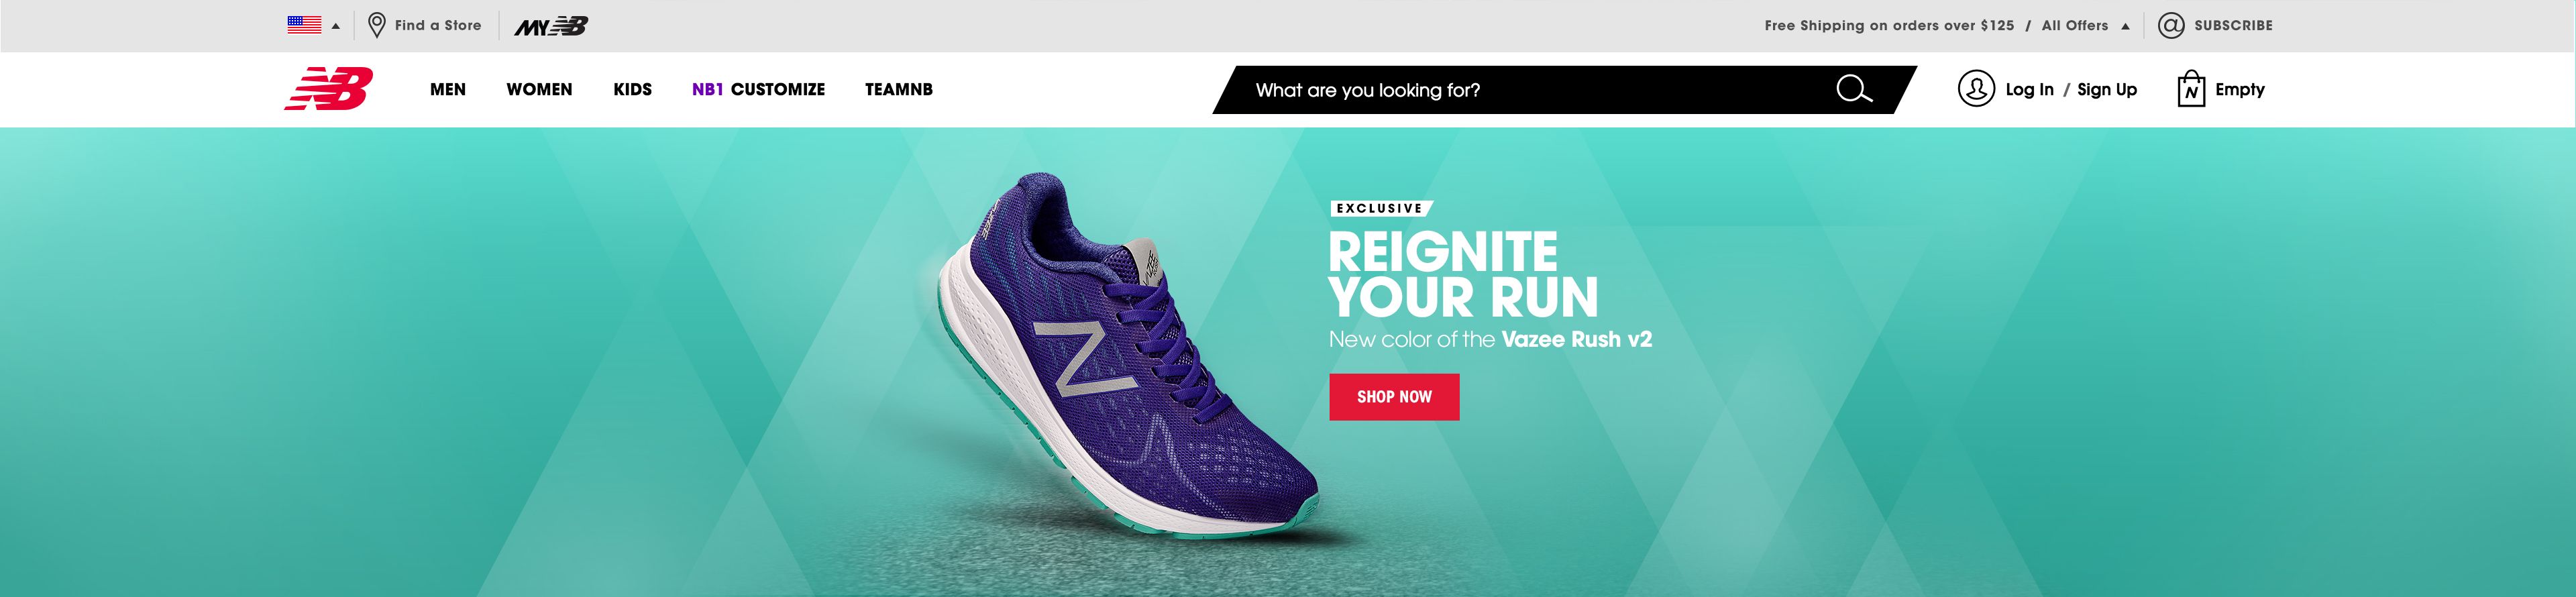 Find a Store
MY NB
Free Shipping on orders over $125 / All Offers
SUBSCRIBE
NB
MEN
WOMEN
KIDS
NB1 CUSTOMIZE
TEAMNB
What are you looking for?
Log In / Sign Up
N
Empty
EXCLUSIVE
REIGNITE
YOUR RUN
New color of the Vazee Rush v2
SHOP NOW
N